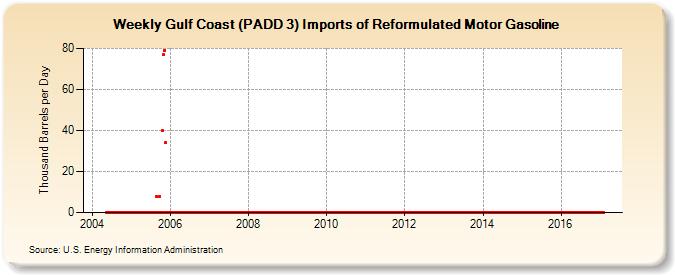 Weekly Gulf Coast (PADD 3) Imports of Reformulated Motor Gasoline
Thousand Barrels per Day
80
60
40
20
0
2004 2006 2008 2010 2012 2014 2016
Source: U.S. Energy Information Administration